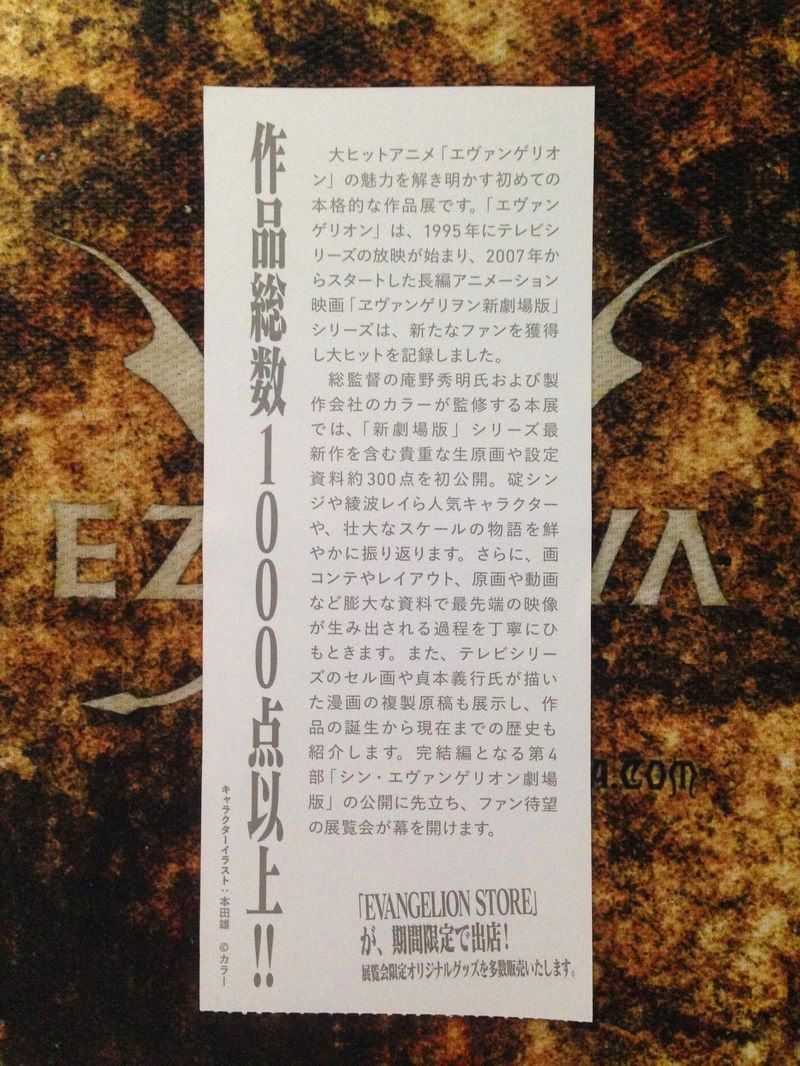 作品総数1000点以上!!
大ヒットアニメ「エヴァンゲリオ
ン」の魅力を解き明かす初めての
本格的な作品展です。「エヴァン
ゲリオン」は、1995年にテレビシ
リーズの放映が始まり、2007年か
らスタートした長編アニメーション
映画「ヱヴァンゲリヲン新劇場版」
シリーズは、新たなファンを獲得
し大ヒットを記録しました。
総監督の庵野秀明氏および製
作会社のカラーが監修する本展
では、「新劇場版」シリーズ最
新作を含む貴重な生原画や設定
資料約300点を初公開。碇シン
ジや綾波レイら人気キャラクター
や、壮大なスケールの物語を鮮
やかに振り返ります。さらに、画
コンテやレイアウト、原画や動画
など膨大な資料で最先端の映像
が生み出される過程を丁寧にひ
もときます。また、テレビシリー
ズのセル画や貞本義行氏が描い
た漫画の複製原稿も展示し、作
品の誕生から現在までの歴史も
紹介します。完結編となる第4
部「シン・エヴァンゲリオン劇場
版」の公開に先立ち、ファン待望
の展覧会が幕を開けます。
キャラクターイラスト:本田雄 ©カラー
「EVANGELION STORE」
が、期間限定で出店!
展覧会限定オリジナルグッズを多数販売いたします。
EZ
VA
.COM